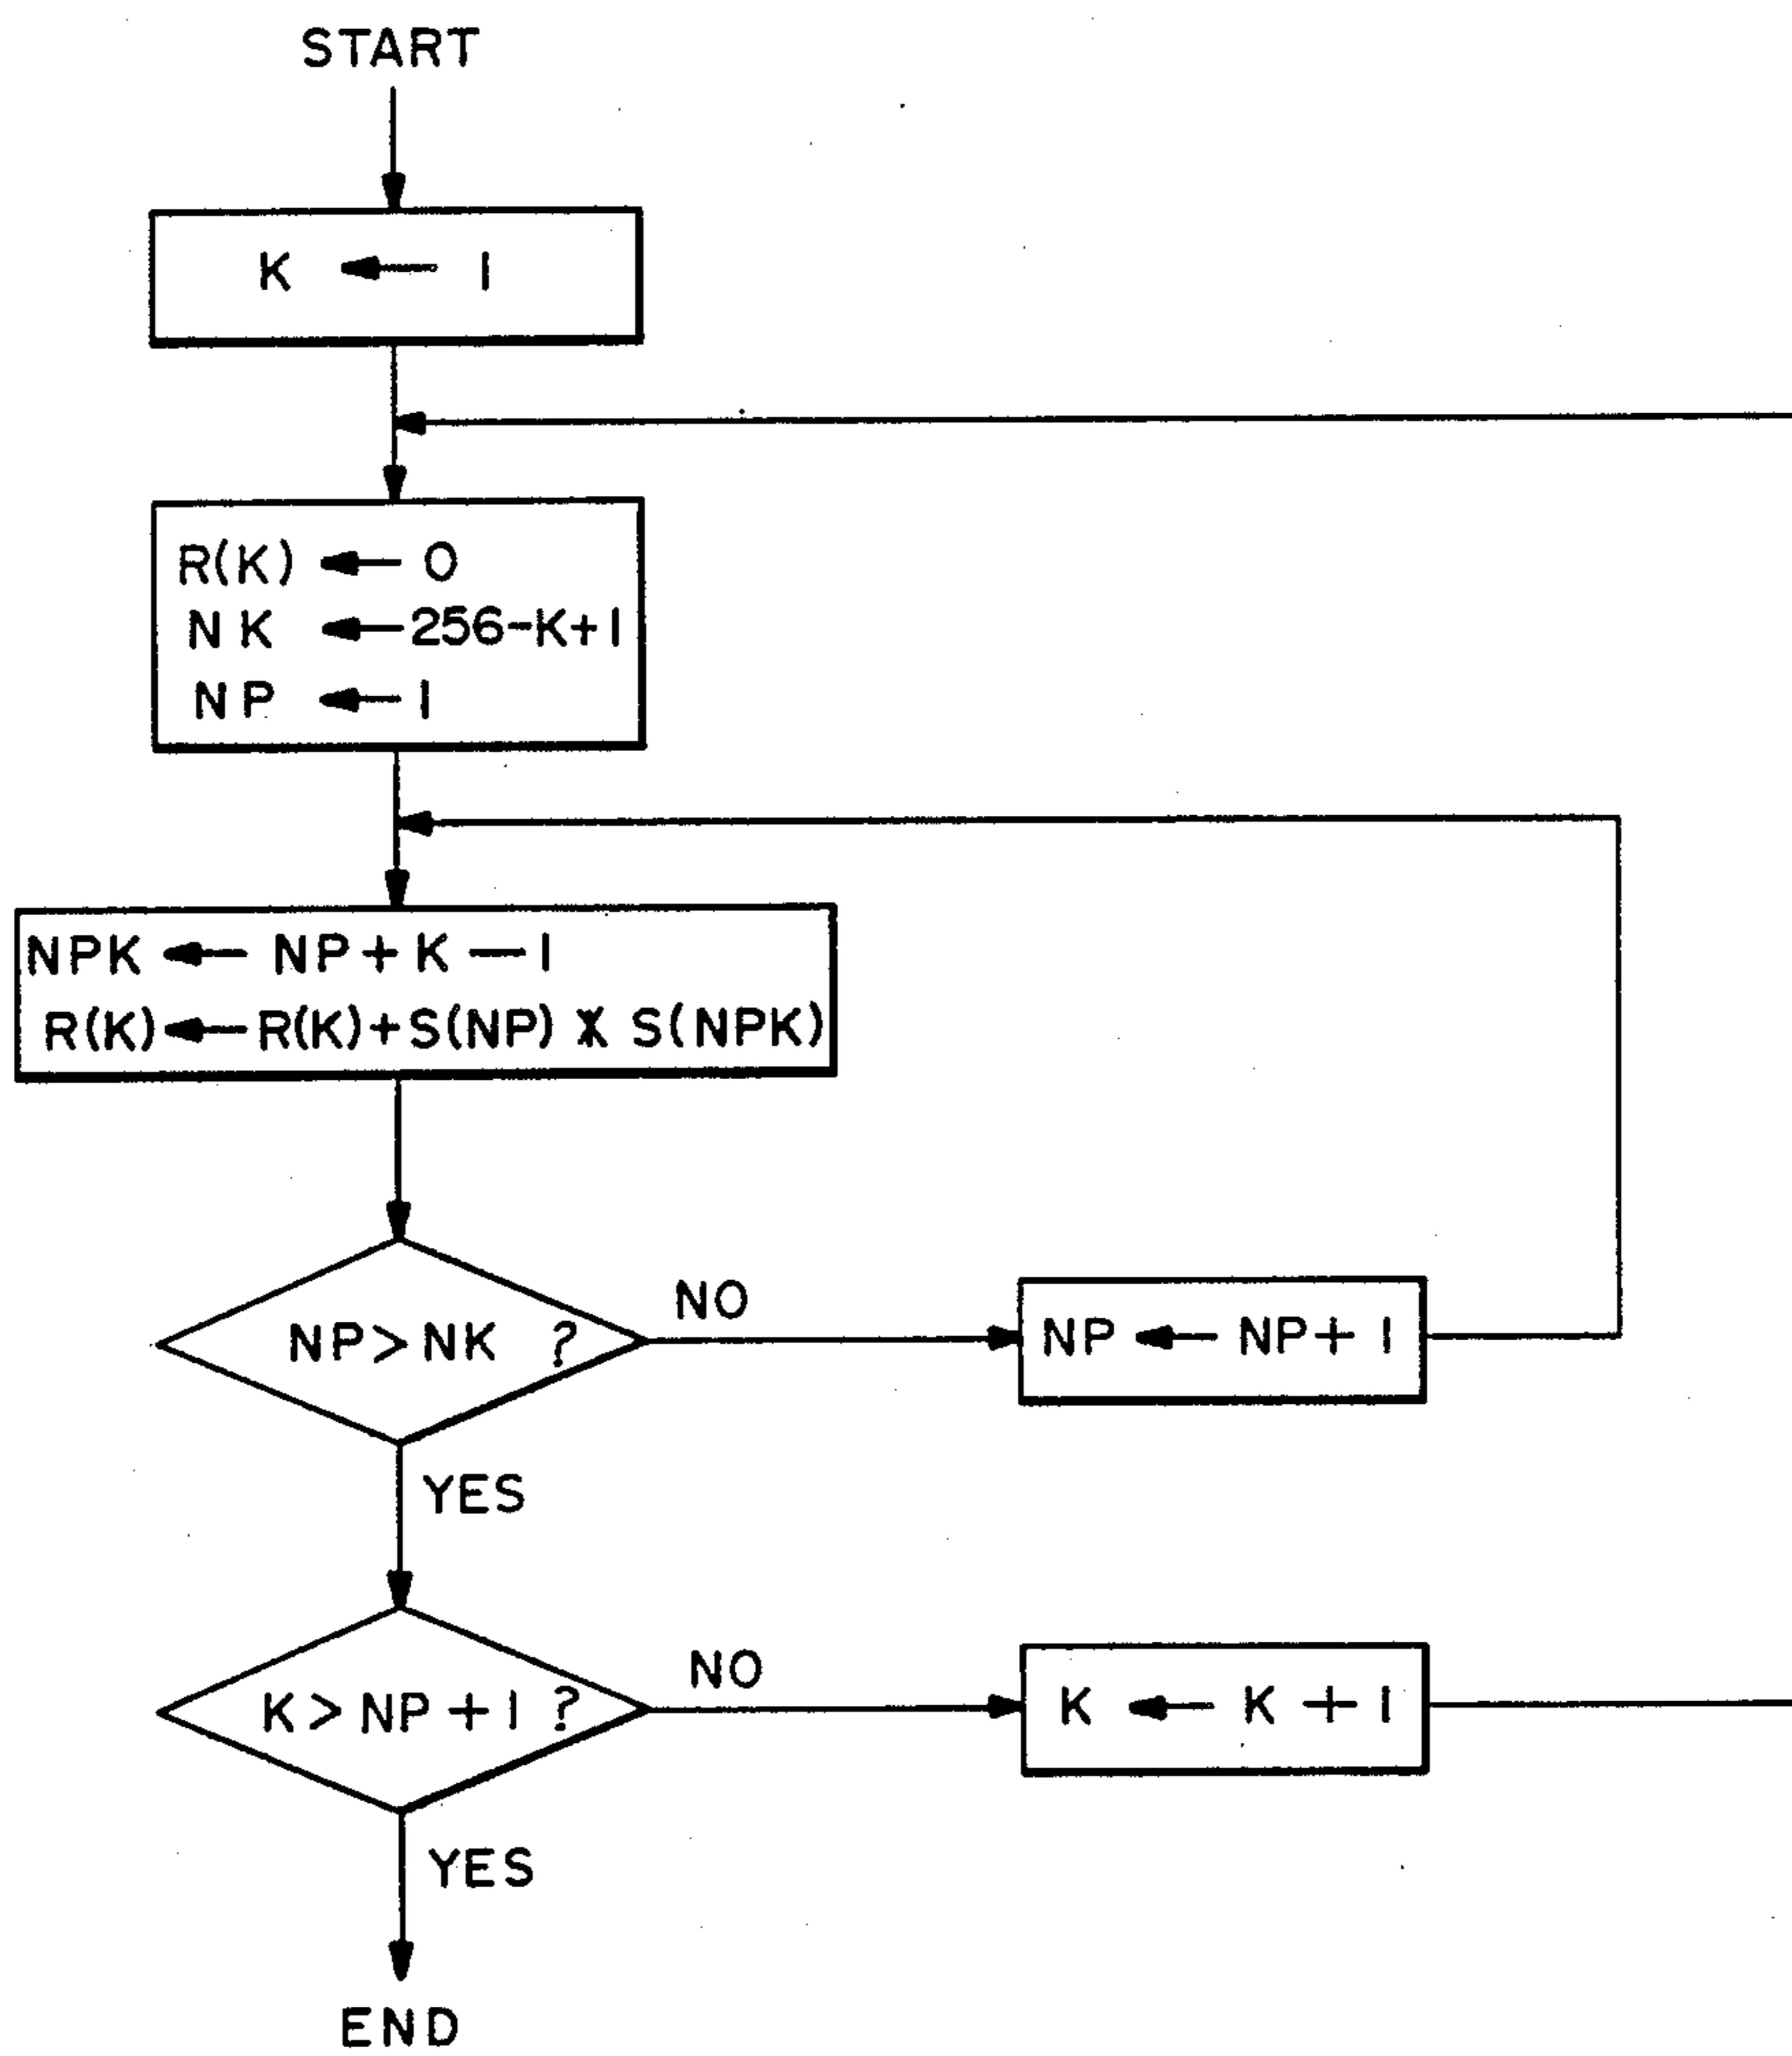 START
K ← 1
R(K) ← 0
NK ← 256-K+1
NP ← 1
NPK ← NP + K — 1
R(K) ← R(K)+S(NP) X S(NPK)
NP > NK ?
NO
NP ← NP + 1
YES
K > NP + 1 ?
NO
K ← K + 1
YES
END